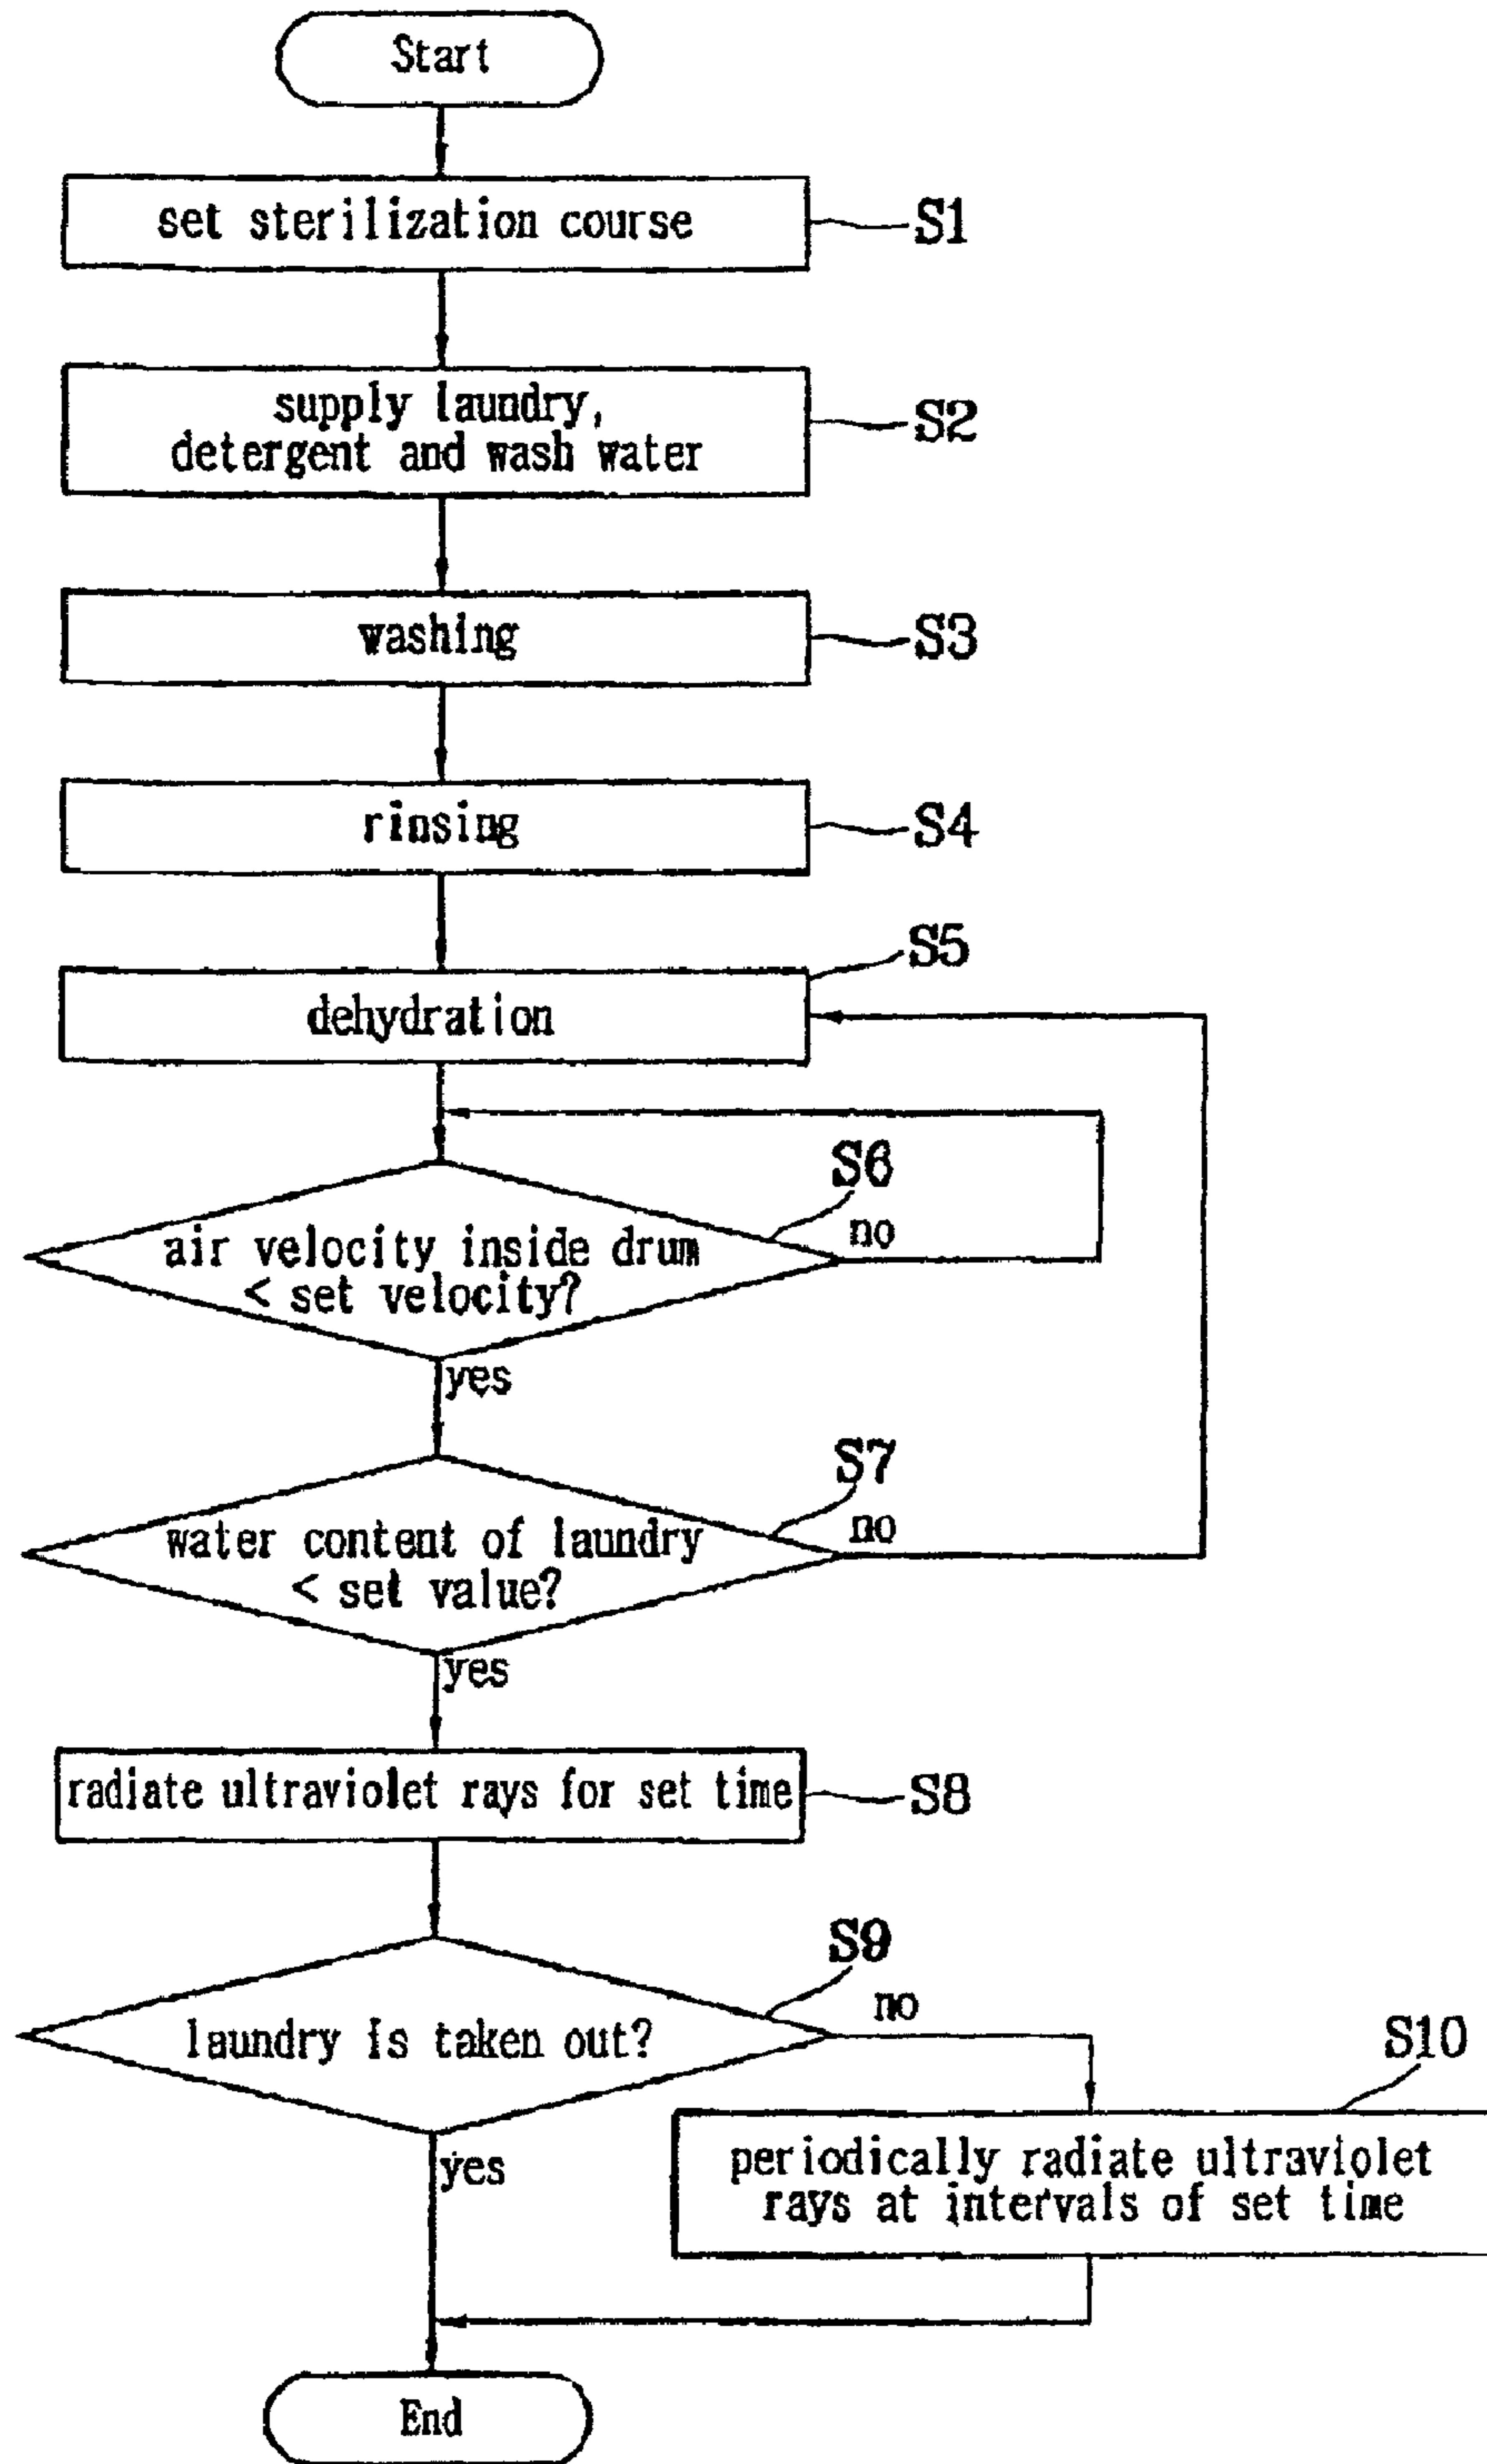 Start
set sterilization course
S1
supply laundry,
detergent and wash water
S2
washing
S3
rinsing
S4
S5
dehydration
S6
air velocity inside drum
< set velocity?
no
yes
S7
water content of laundry
< set value?
no
yes
radiate ultraviolet rays for set time
S8
S9
laundry is taken out?
no
yes
S10
periodically radiate ultraviolet
rays at intervals of set time
End